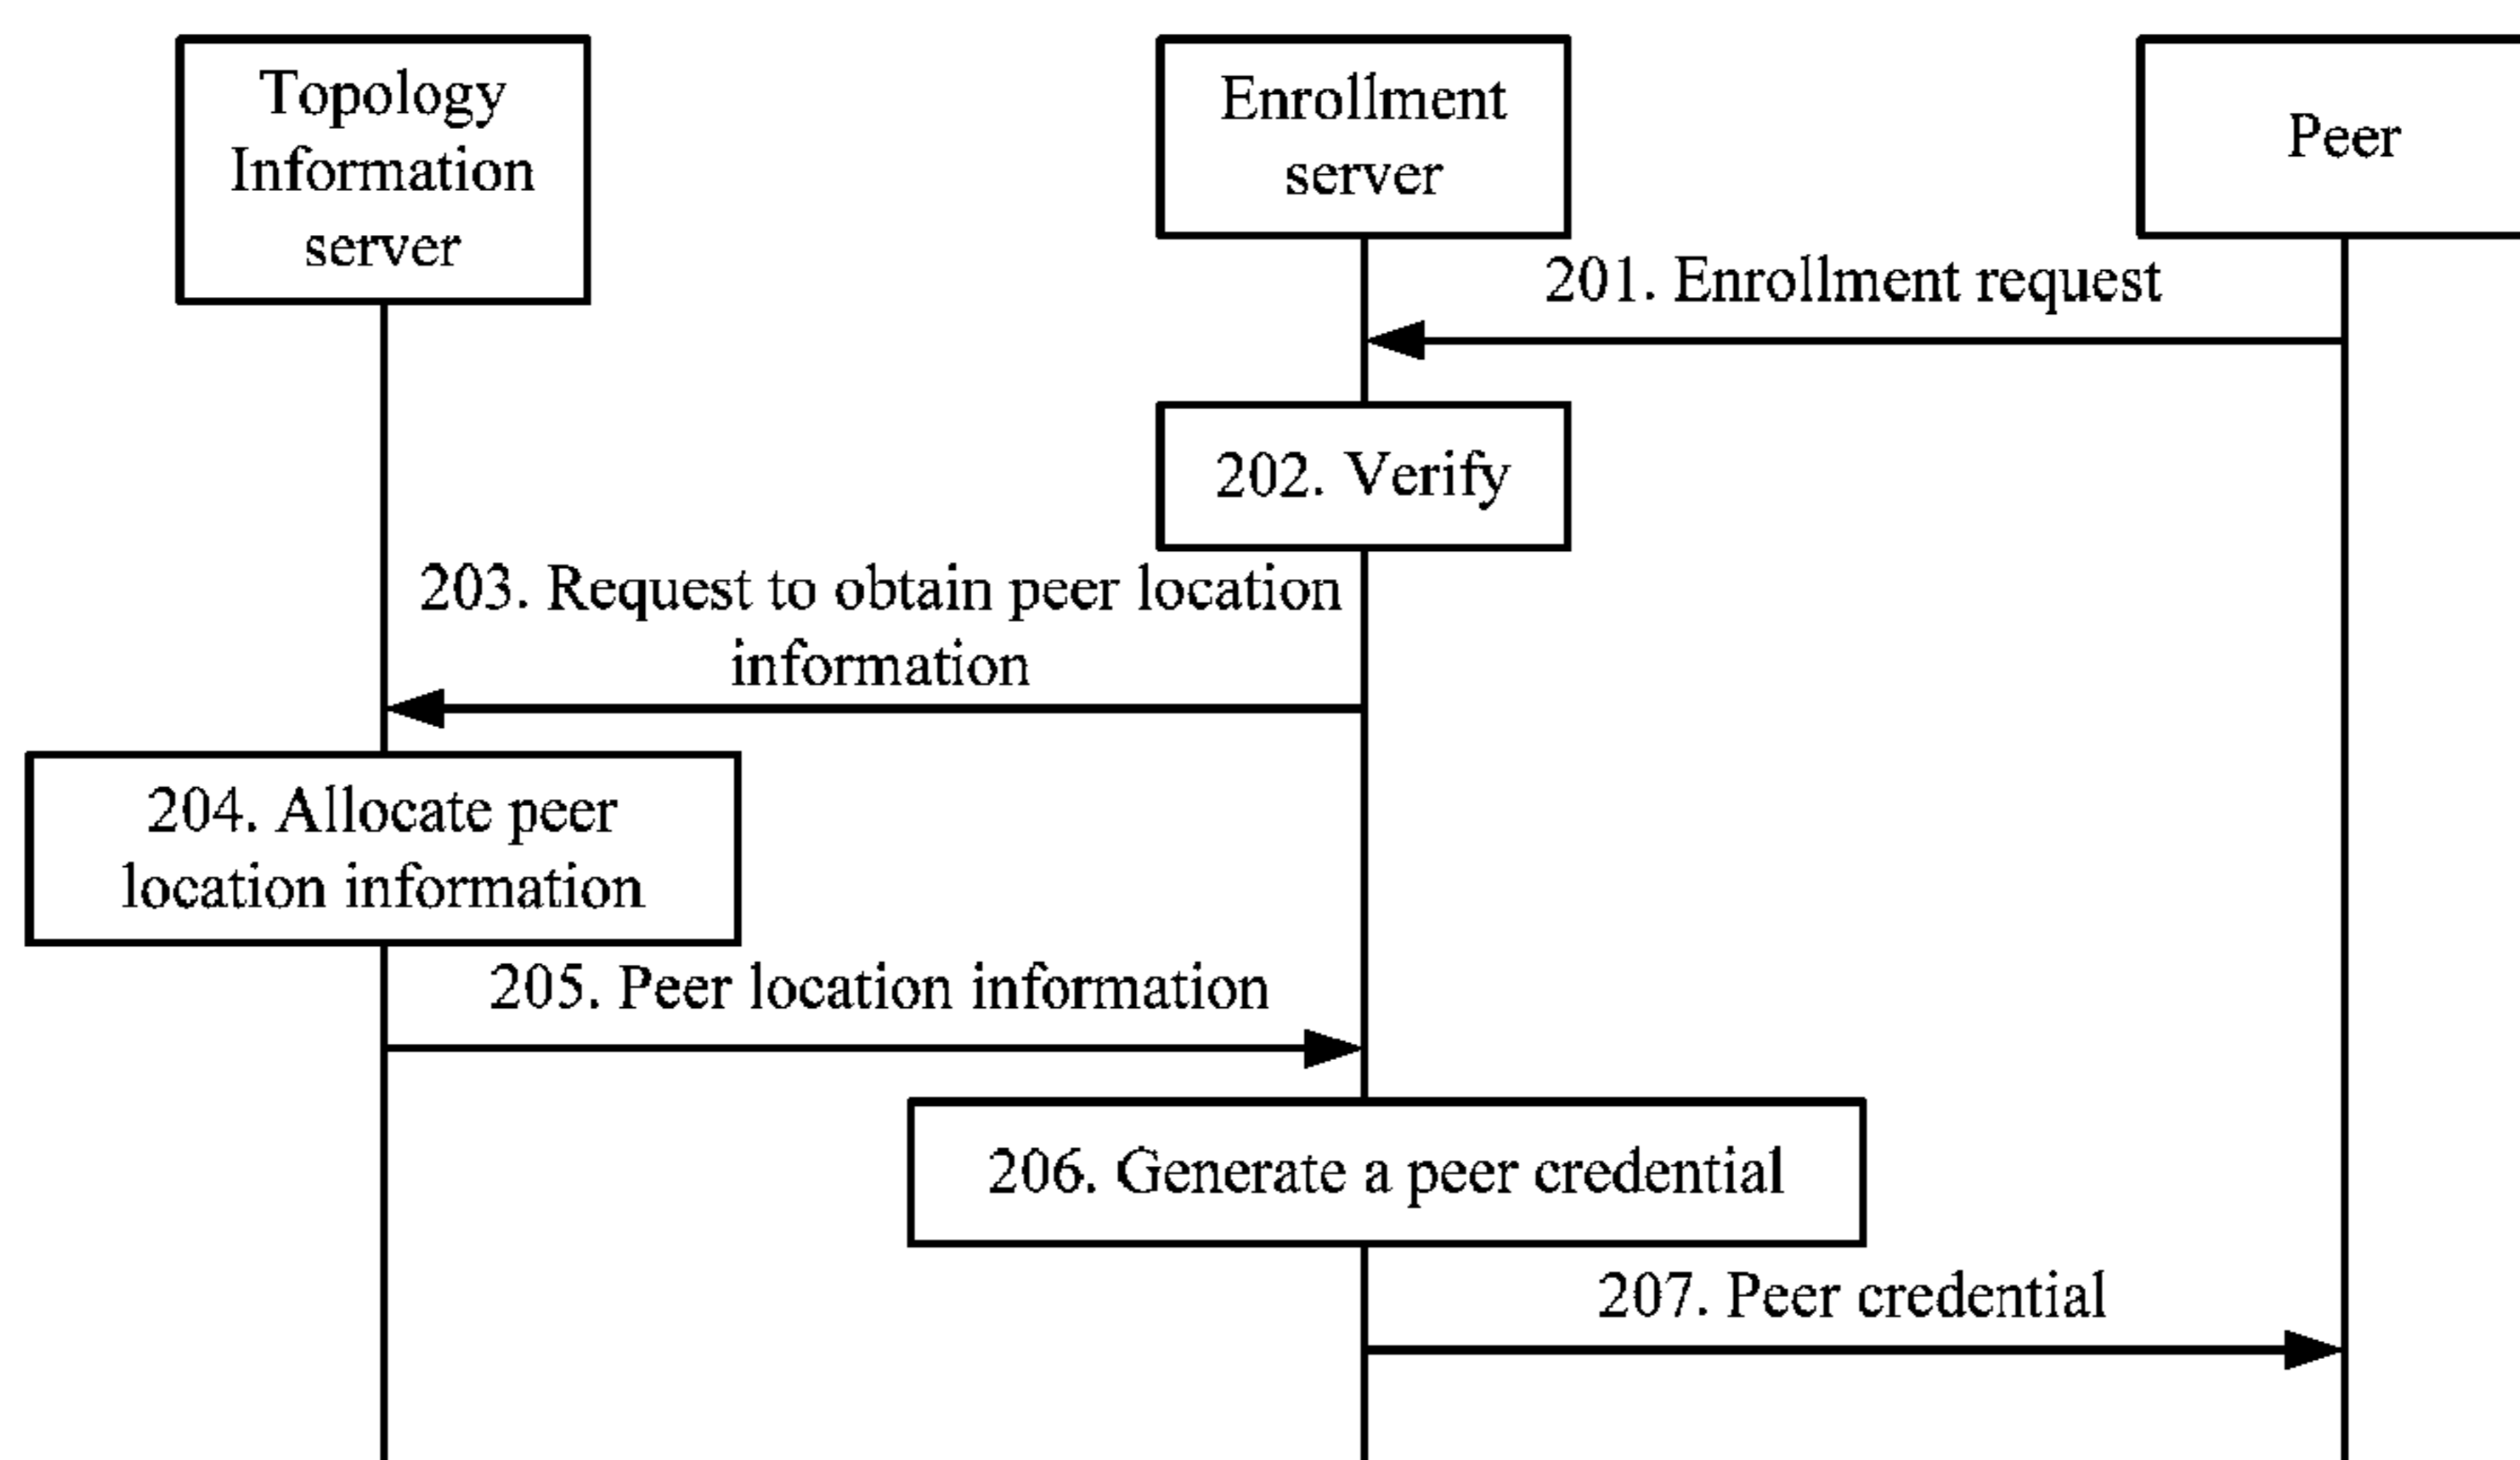 Topology
Information
server
Enrollment
server
Peer
201. Enrollment request
202. Verify
203. Request to obtain peer location
information
204. Allocate peer
location information
205. Peer location information
206. Generate a peer credential
207. Peer credential